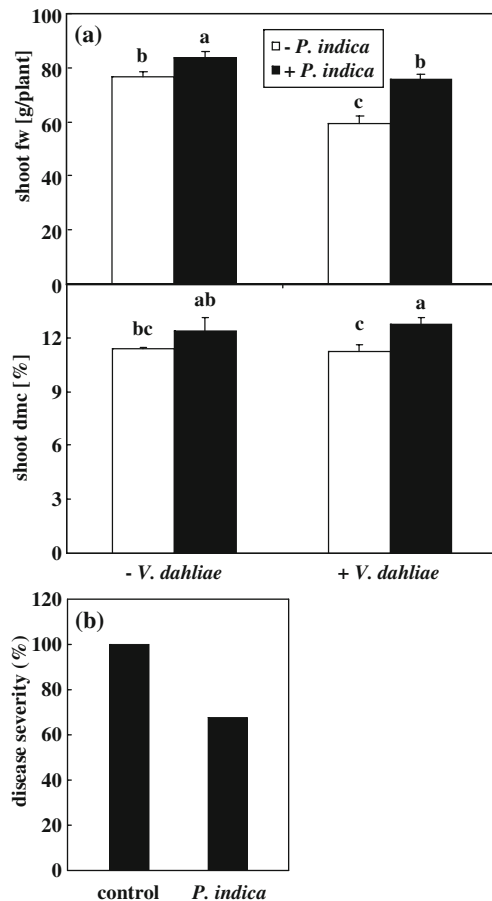 (a)
- P. indica
+ P. indica
100
80
60
40
20
0
shoot fw [g/plant]
b
a
c
b
12
9
6
3
0
shoot dmc [%]
bc
ab
c
a
- V. dahliae
+ V. dahliae
(b)
120
100
80
60
40
20
0
disease severity (%)
control
P. indica